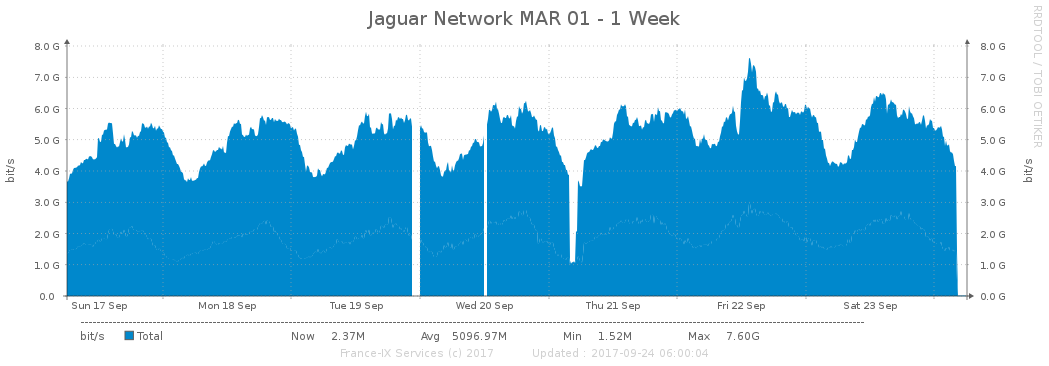 Jaguar Network MAR 01 - 1 Week
RRDTOOL / TOBI OETIKER
8.0 G 8.0 G
7.0 G 7.0 G
6.0 G 6.0 G
5.0 G 5.0 G
4.0 G 4.0 G
3.0 G 3.0 G
2.0 G 2.0 G
1.0 G 1.0 G
0.0 0.0 G
bit/s bit/s
Sun 17 Sep Mon 18 Sep Tue 19 Sep Wed 20 Sep Thu 21 Sep Fri 22 Sep Sat 23 Sep
bit/s Total Now 2.37M Avg 5096.97M Min 1.52M Max 7.60G
France-IX Services (c) 2017 Updated : 2017-09-24 06:00:04